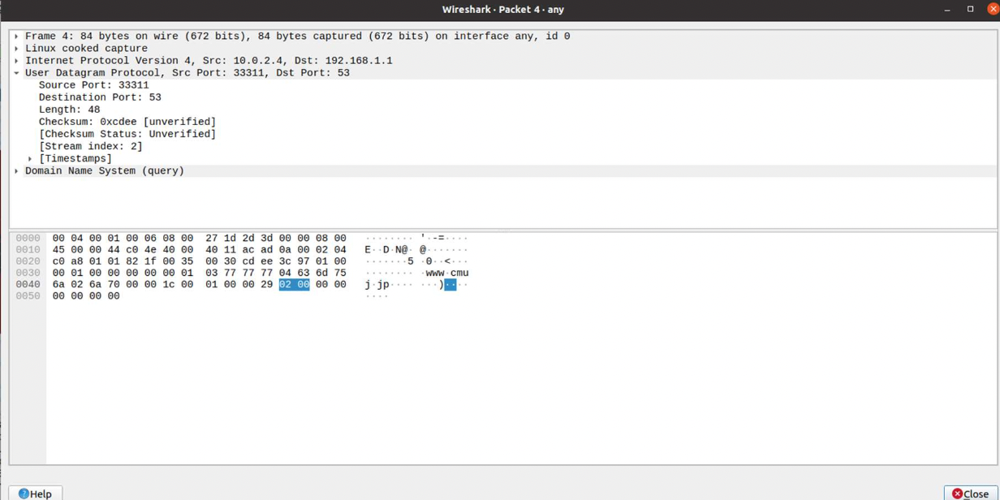 Wireshark · Packet 4 · any
Frame 4: 84 bytes on wire (672 bits), 84 bytes captured (672 bits) on interface any, id 0
Linux cooked capture
Internet Protocol Version 4, Src: 10.0.2.4, Dst: 192.168.1.1
User Datagram Protocol, Src Port: 33311, Dst Port: 53
Source Port: 33311
Destination Port: 53
Length: 48
Checksum: 0xcdee [unverified]
[Checksum Status: Unverified]
[Stream index: 2]
[Timestamps]
Domain Name System (query)
0000 00 04 00 01 00 06 08 00 27 1d 2d 3d 00 00 08 00 ········ '·-=····
0010 45 00 00 44 c0 4e 40 00 40 11 ac ad 0a 00 02 04 E··D·N@· @·······
0020 c0 a8 01 01 82 1f 00 35 00 30 cd ee 3c 97 01 00 ·······5 ·0··<···
0030 00 01 00 00 00 00 00 01 03 77 77 77 04 63 6d 75 ········ ·www·cmu
0040 6a 02 6a 70 00 00 1c 00 01 00 00 29 02 00 00 00 j·jp···· ···)····
0050 00 00 00 00 ····
Help
Close